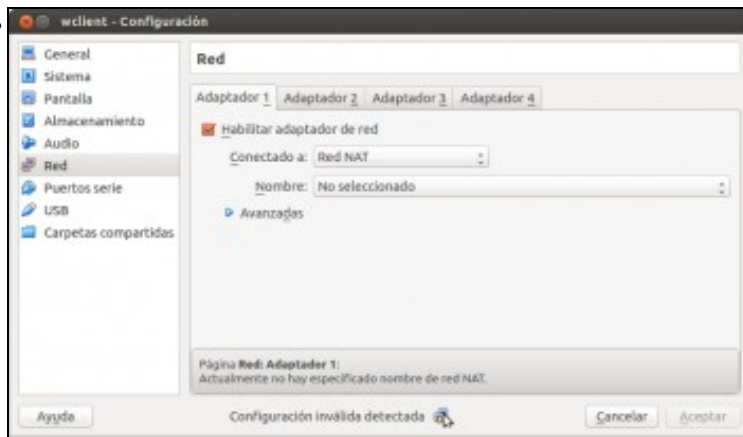 wclient - Configuración
General
Sistema
Pantalla
Almacenamiento
Audio
Red
Puertos serie
USB
Carpetas compartidas
Red
Adaptador 1 Adaptador 2 Adaptador 3 Adaptador 4
Habilitar adaptador de red
Conectado a: Red NAT
Nombre: No seleccionado
Avanzadas
Página Red: Adaptador 1:
Actualmente no hay especificado nombre de red NAT.
Ayuda Configuración inválida detectada Cancelar Aceptar